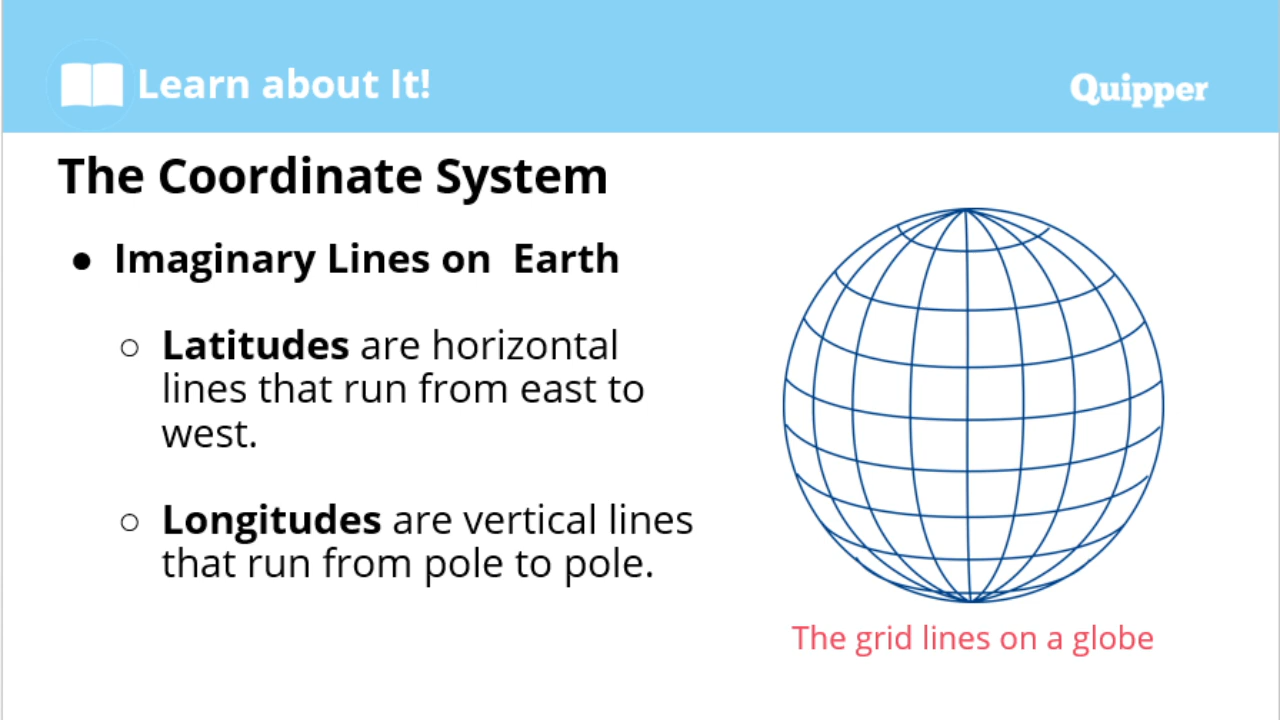 Learn about It!
Quipper
The Coordinate System
● Imaginary Lines on  Earth
○ Latitudes are horizontal
lines that run from east to
west.
○ Longitudes are vertical lines
that run from pole to pole.
The grid lines on a globe